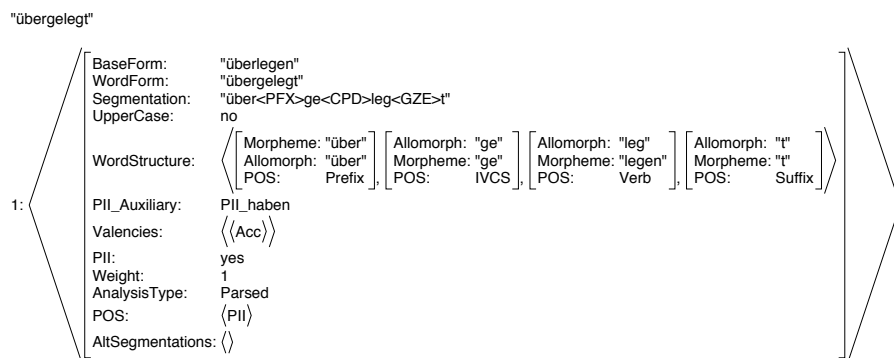 "übergelegt"
BaseForm: "überlegen"
WordForm: "übergelegt"
Segmentation: "über<PFX>ge<CPD>leg<GZE>t"
UpperCase: no
Morpheme: "über" Allomorph: "ge" Allomorph: "leg" Allomorph: "t"
WordStructure: ⟨ Allomorph: "über" , Morpheme: "ge" , Morpheme: "legen" , Morpheme: "t" ⟩
POS: Prefix POS: IVCS POS: Verb POS: Suffix
1: PII_Auxiliary: PII_haben
Valencies: ⟨⟨Acc⟩⟩
PII: yes
Weight: 1
AnalysisType: Parsed
POS: ⟨PII⟩
AltSegmentations: ⟨⟩